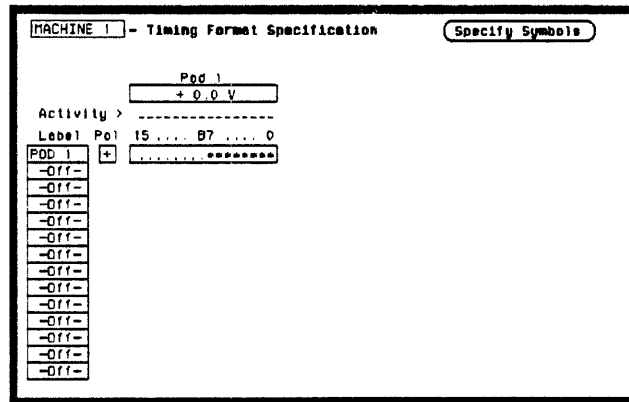 MACHINE 1 - Timing Format Specification Specify Symbols
Pod 1
+ 0.0 V
Activity > ----------------
Label Pol 15 .... 87 .... 0
POD 1 + ........********
-Off-
-Off-
-Off-
-Off-
-Off-
-Off-
-Off-
-Off-
-Off-
-Off-
-Off-
-Off-
-Off-